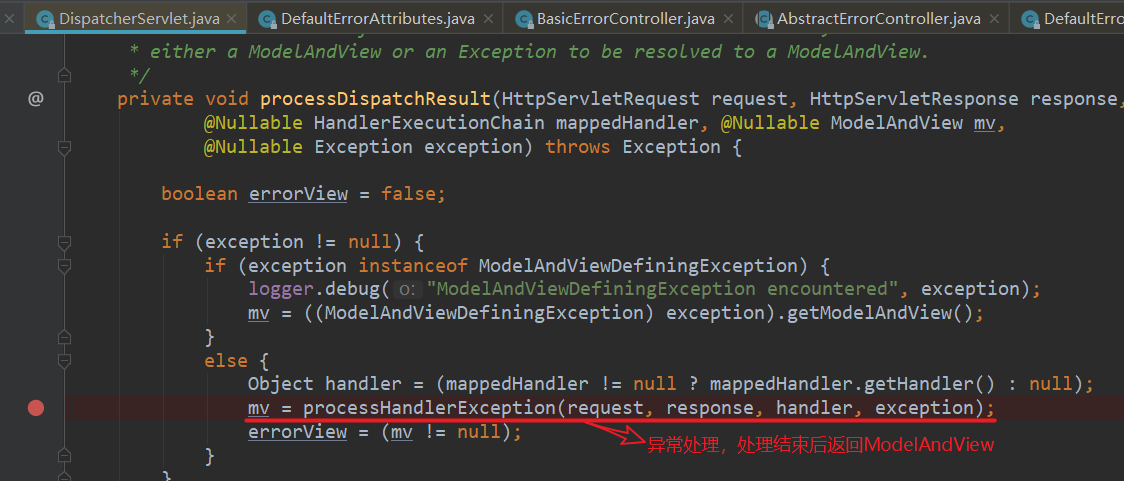 DispatcherServlet.java × DefaultErrorAttributes.java × BasicErrorController.java × AbstractErrorController.java × DefaultErro
* either a ModelAndView or an Exception to be resolved to a ModelAndView.
*/
@ private void processDispatchResult(HttpServletRequest request, HttpServletResponse response,
@Nullable HandlerExecutionChain mappedHandler, @Nullable ModelAndView mv,
@Nullable Exception exception) throws Exception {
boolean errorView = false;
if (exception != null) {
if (exception instanceof ModelAndViewDefiningException) {
logger.debug( o: "ModelAndViewDefiningException encountered", exception);
mv = ((ModelAndViewDefiningException) exception).getModelAndView();
}
else {
Object handler = (mappedHandler != null ? mappedHandler.getHandler() : null);
mv = processHandlerException(request, response, handler, exception);
errorView = (mv != null);
异常处理，处理结束后返回ModelAndView
}
}